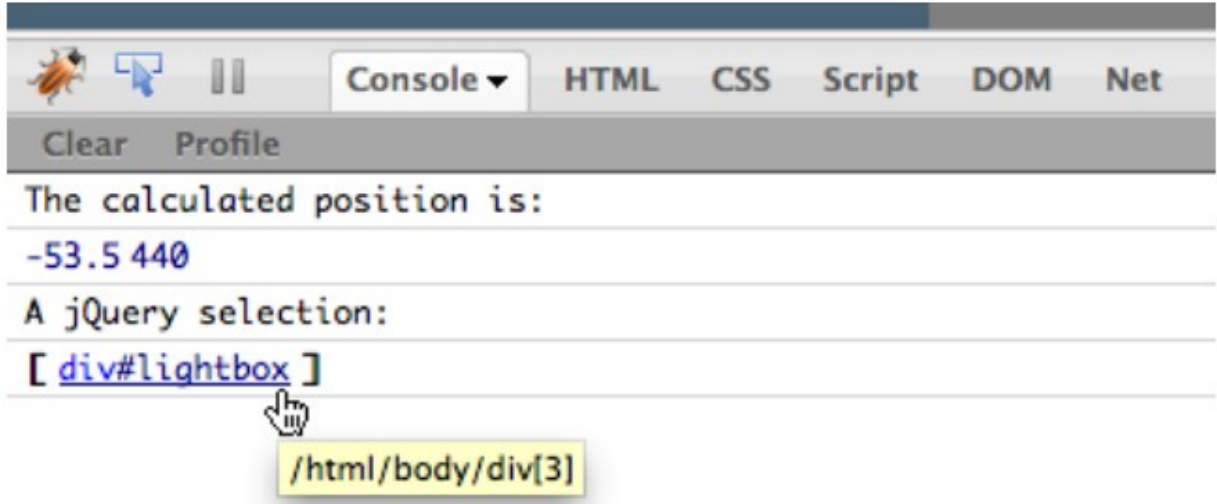 Console HTML CSS Script DOM Net
Clear Profile
The calculated position is:
-53.5 440
A jQuery selection:
[ div#lightbox ]
/html/body/div[3]